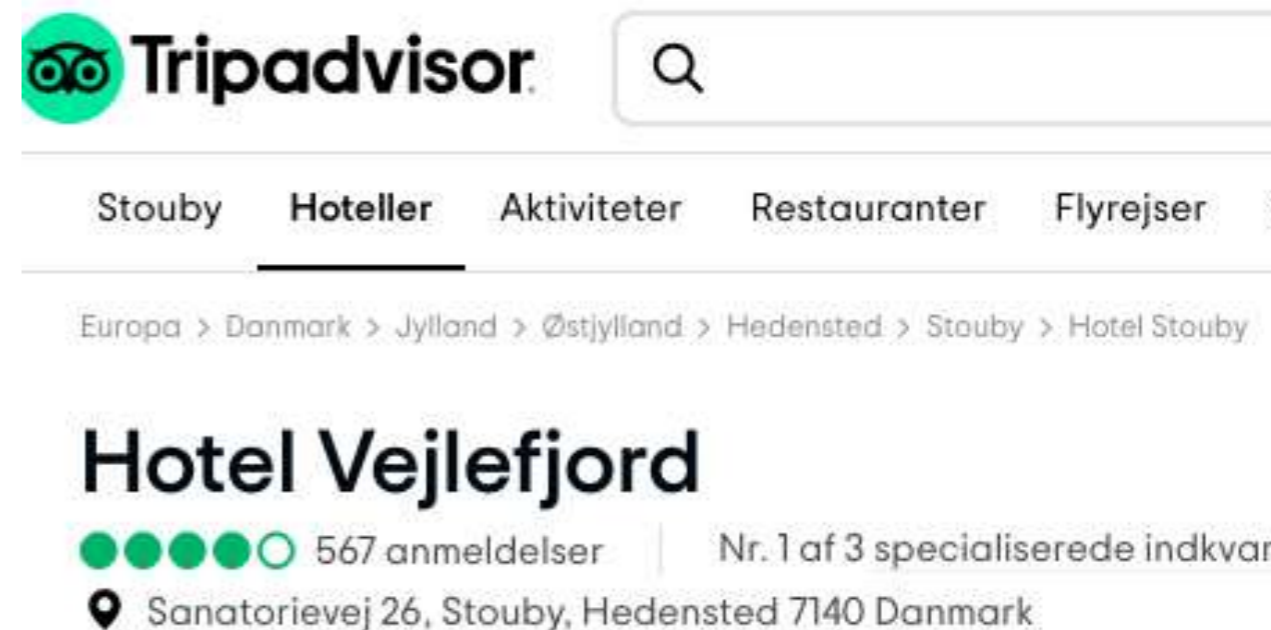 Tripadvisor
Stouby Hoteller Aktiviteter Restauranter Flyrejser
Europa > Danmark > Jylland > Østjylland > Hedensted > Stouby > Hotel Stouby
Hotel Vejlefjord
567 anmeldelser Nr. 1 af 3 specialiserede indkvar
Sanatorievej 26, Stouby, Hedensted 7140 Danmark